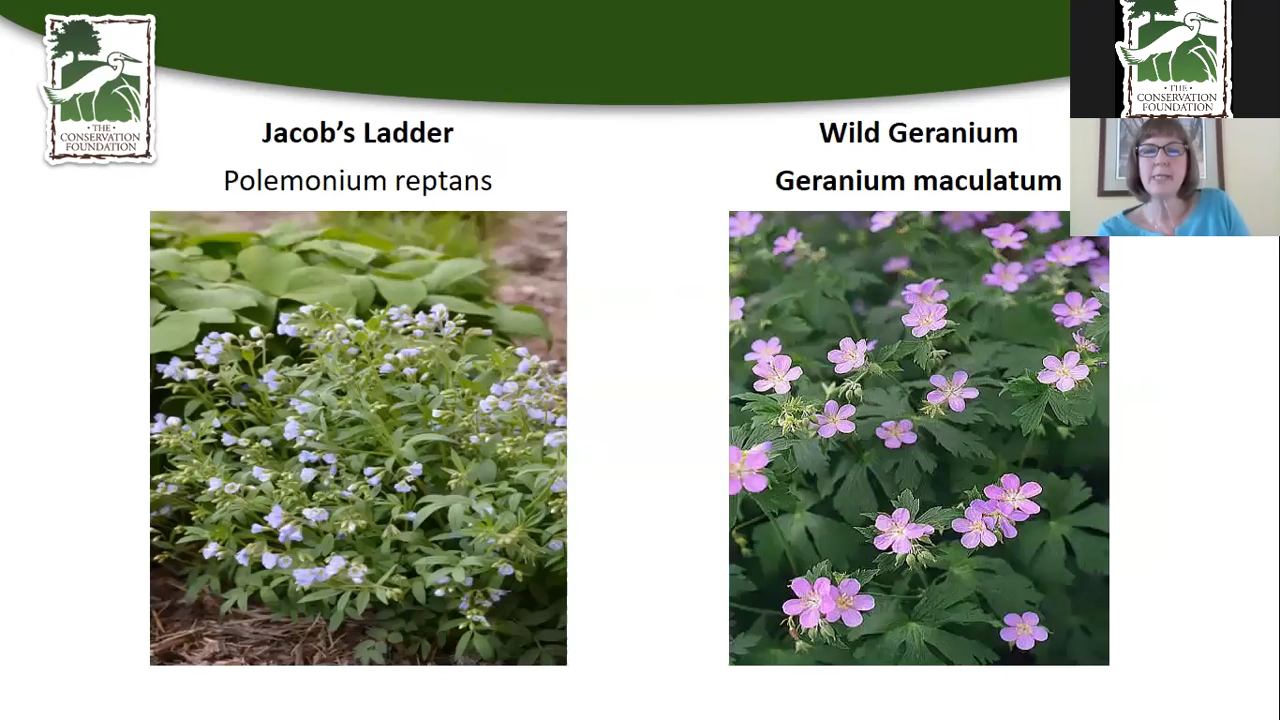 • THE •
CONSERVATION
FOUNDATION
Jacob’s Ladder
Polemonium reptans
Wild Geranium
Geranium maculatum
• THE •
CONSERVATION
FOUNDATION